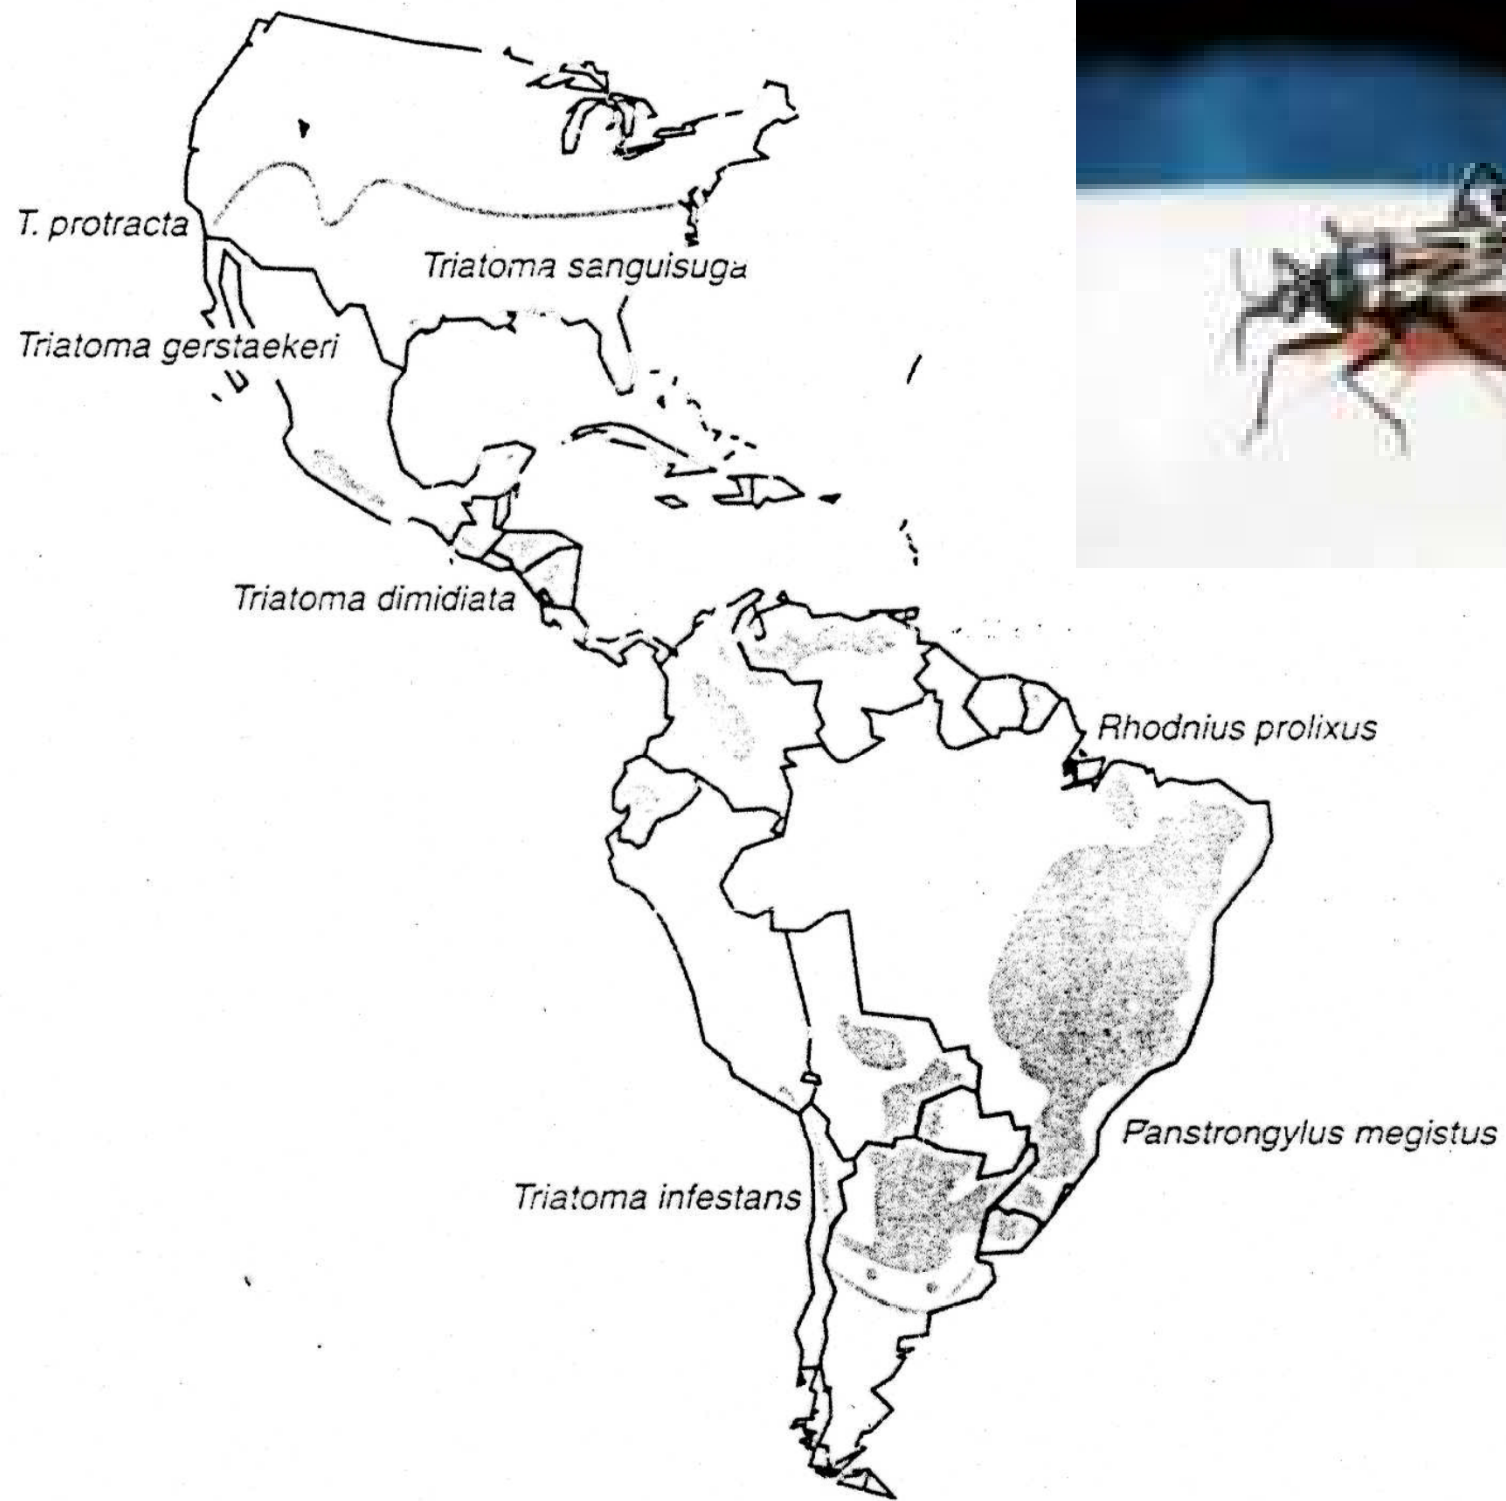 T. protracta
Triatoma sanguisuga
Triatoma gerstaekeri
Triatoma dimidiata
Rhodnius prolixus
Panstrongylus megistus
Triatoma infestans